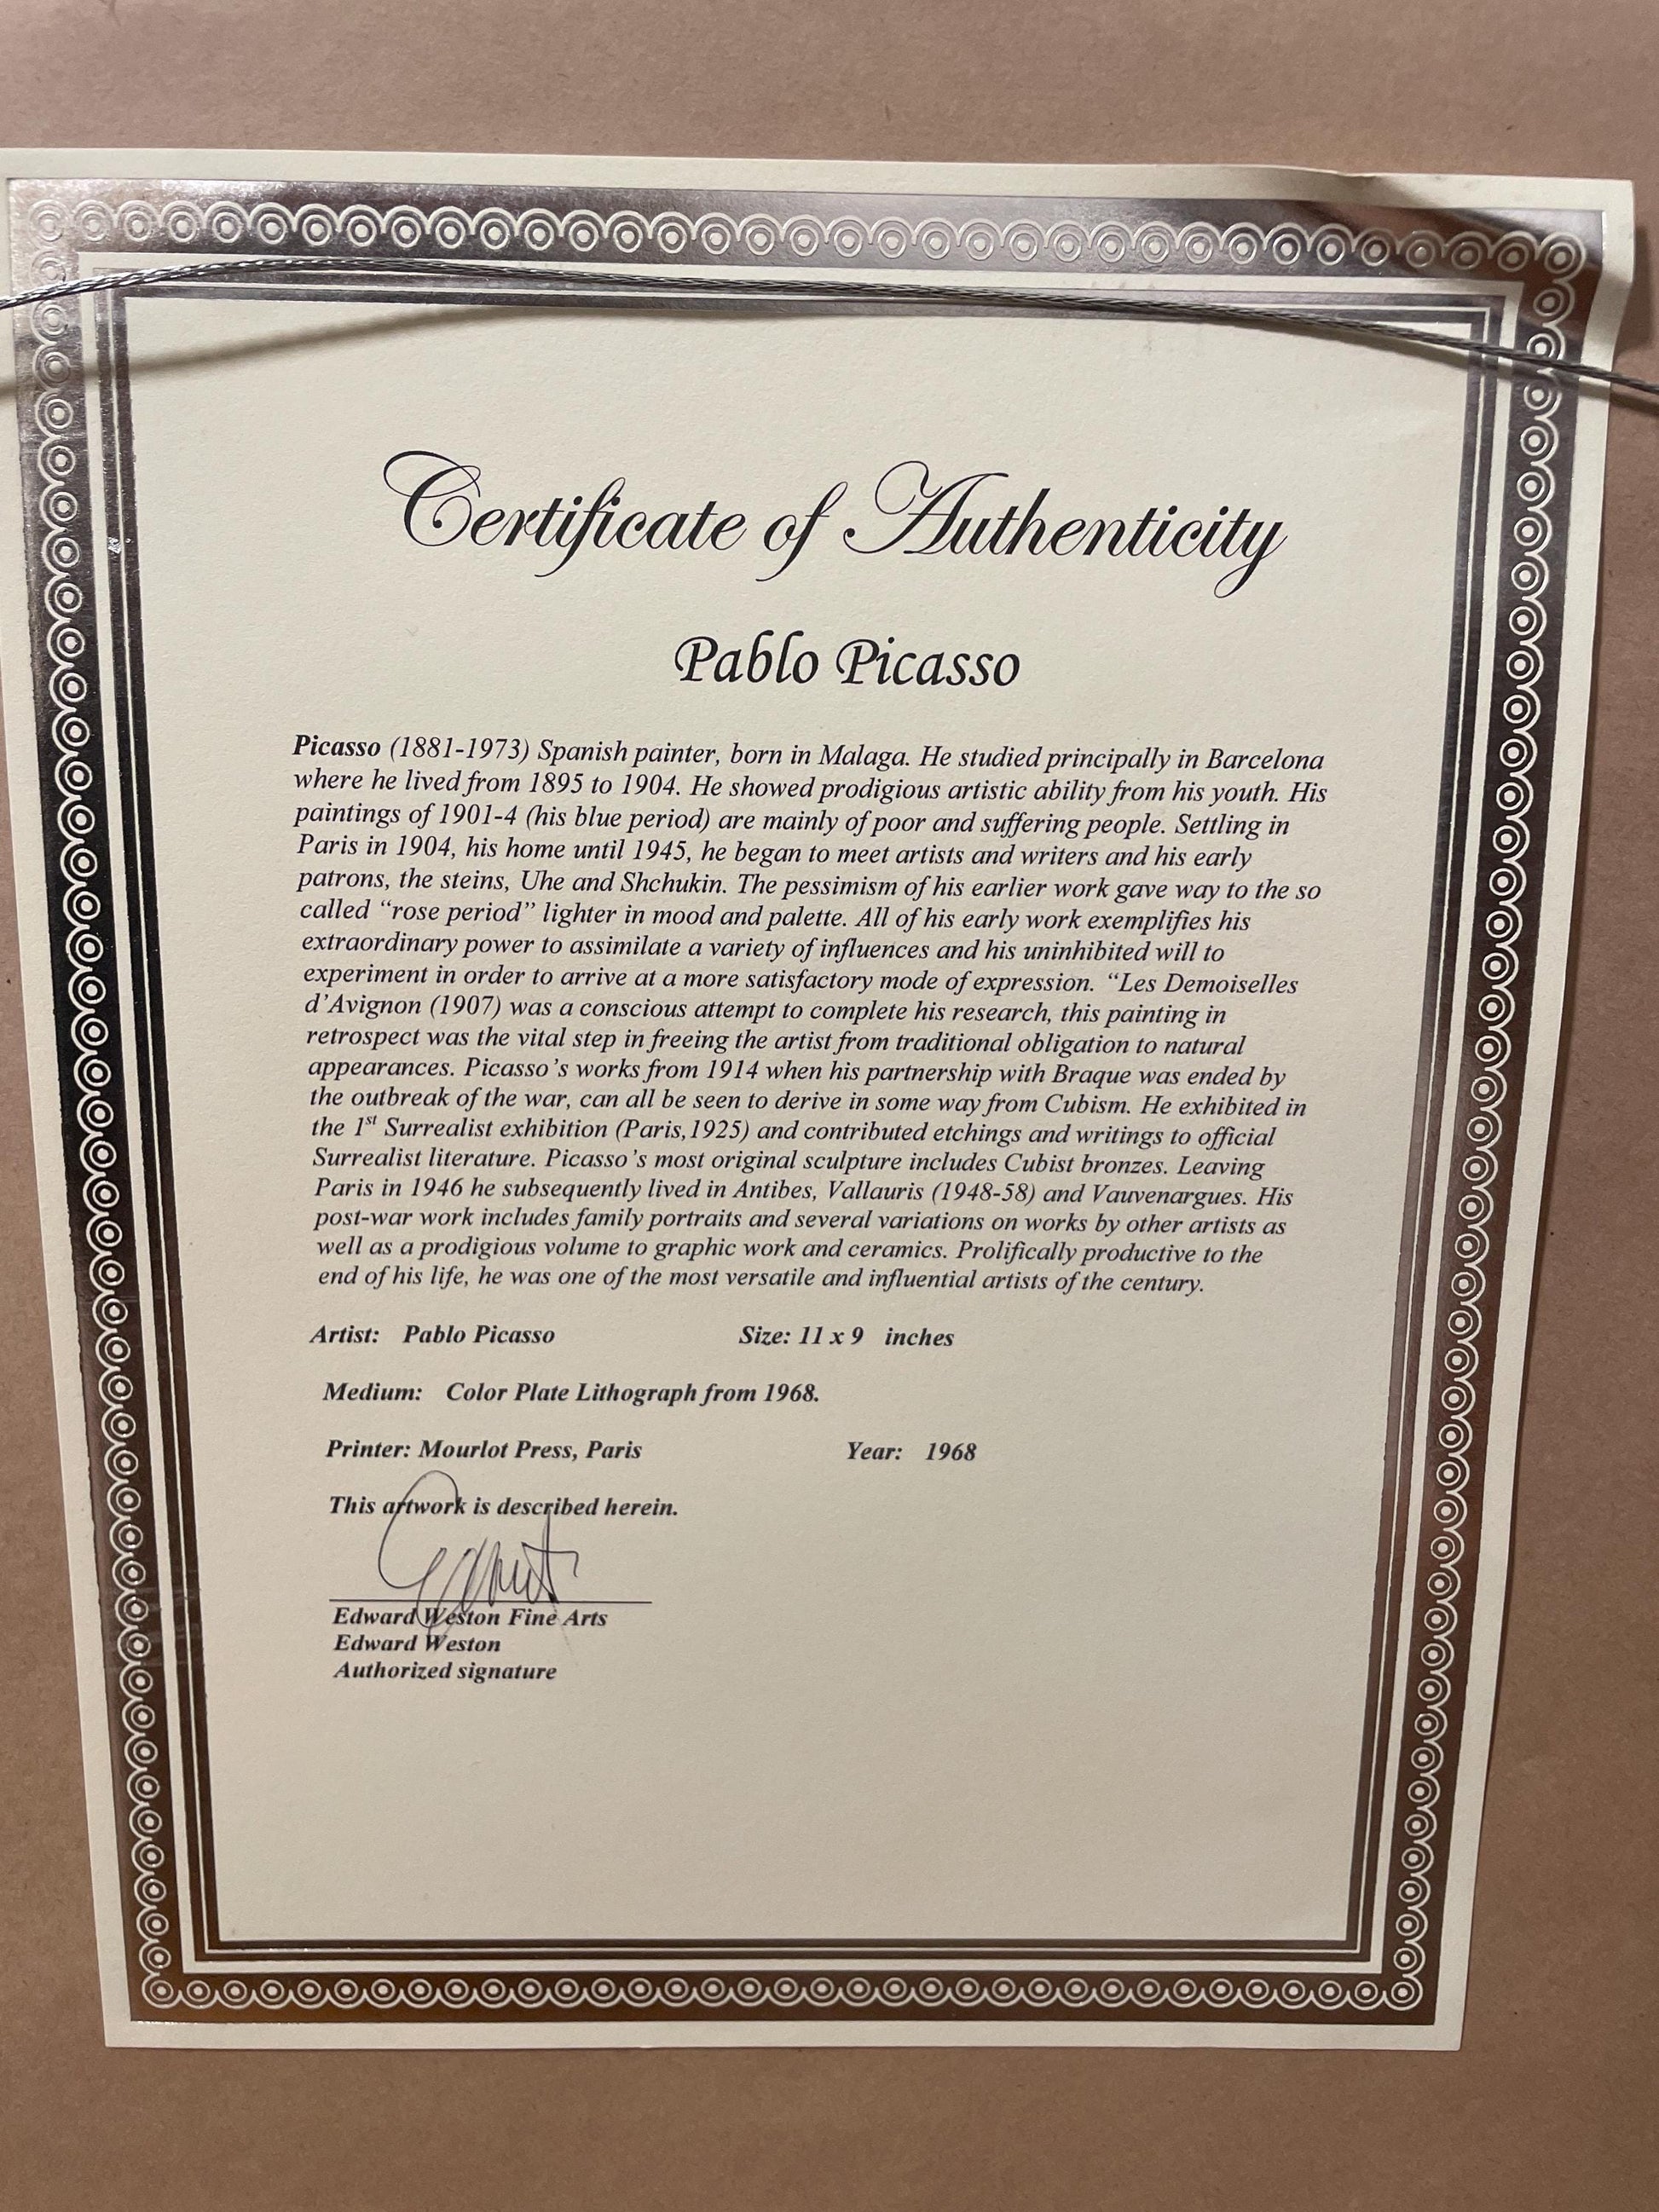 Certificate of Authenticity
Pablo Picasso
Picasso (1881-1973) Spanish painter, born in Malaga. He studied principally in Barcelona
where he lived from 1895 to 1904. He showed prodigious artistic ability from his youth. His
paintings of 1901-4 (his blue period) are mainly of poor and suffering people. Settling in
Paris in 1904, his home until 1945, he began to meet artists and writers and his early
patrons, the steins, Uhe and Shchukin. The pessimism of his earlier work gave way to the so
called “rose period” lighter in mood and palette. All of his early work exemplifies his
extraordinary power to assimilate a variety of influences and his uninhibited will to
experiment in order to arrive at a more satisfactory mode of expression. “Les Demoiselles
d’Avignon (1907) was a conscious attempt to complete his research, this painting in
retrospect was the vital step in freeing the artist from traditional obligation to natural
appearances. Picasso’s works from 1914 when his partnership with Braque was ended by
the outbreak of the war, can all be seen to derive in some way from Cubism. He exhibited in
the 1st Surrealist exhibition (Paris,1925) and contributed etchings and writings to official
Surrealist literature. Picasso’s most original sculpture includes Cubist bronzes. Leaving
Paris in 1946 he subsequently lived in Antibes, Vallauris (1948-58) and Vauvenargues. His
post-war work includes family portraits and several variations on works by other artists as
well as a prodigious volume to graphic work and ceramics. Prolifically productive to the
end of his life, he was one of the most versatile and influential artists of the century.
Artist: Pablo Picasso Size: 11 x 9 inches
Medium: Color Plate Lithograph from 1968.
Printer: Mourlot Press, Paris Year: 1968
This artwork is described herein.
Edward Weston Fine Arts
Edward Weston
Authorized signature